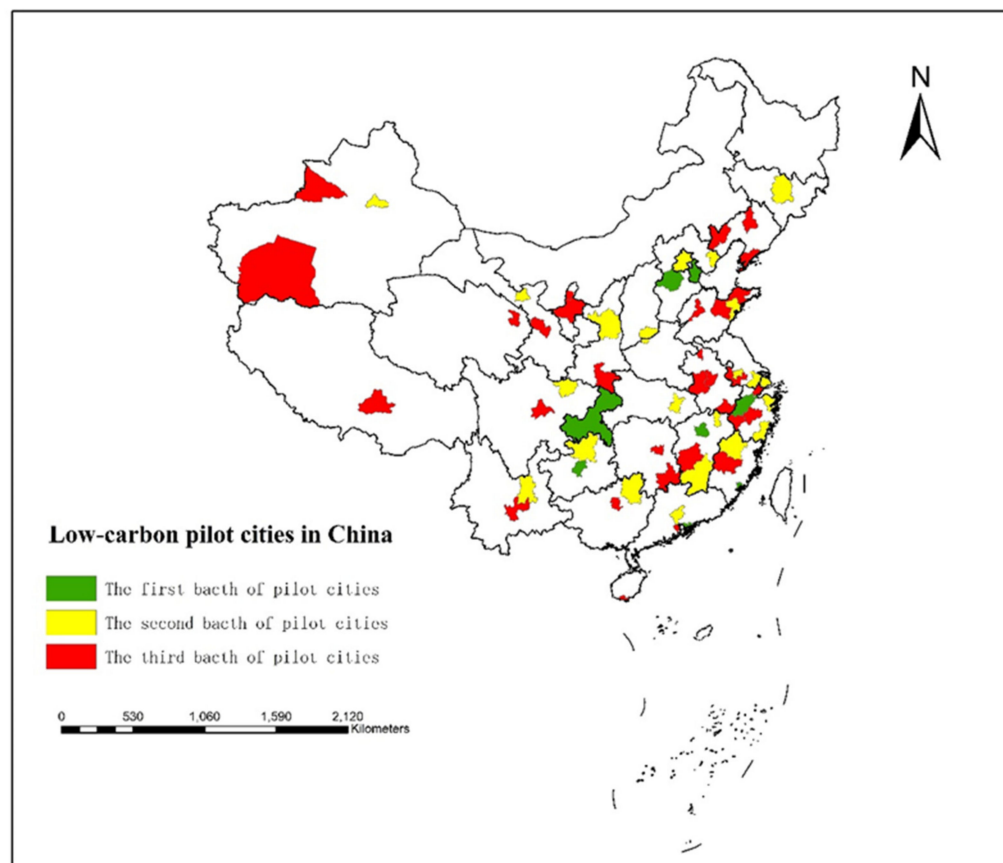 N
Low-carbon pilot cities in China
The first bacth of pilot cities
The second bacth of pilot cities
The third bacth of pilot cities
0 530 1,060 1,590 2,120
Kilometers